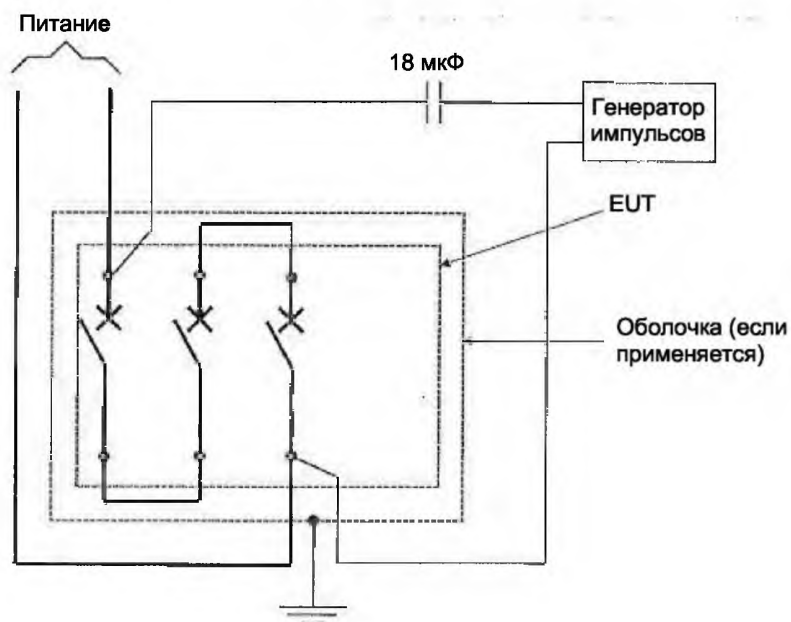 Питание
18 мкФ
Генератор
импульсов
EUT
Оболочка (если
применяется)